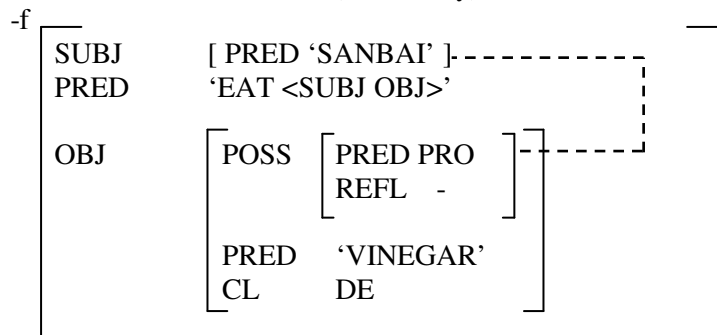 -f
SUBJ [ PRED ‘SANBAI’ ]
PRED ‘EAT <SUBJ OBJ>’
OBJ POSS PRED PRO
REFL -
PRED ‘VINEGAR’
CL DE